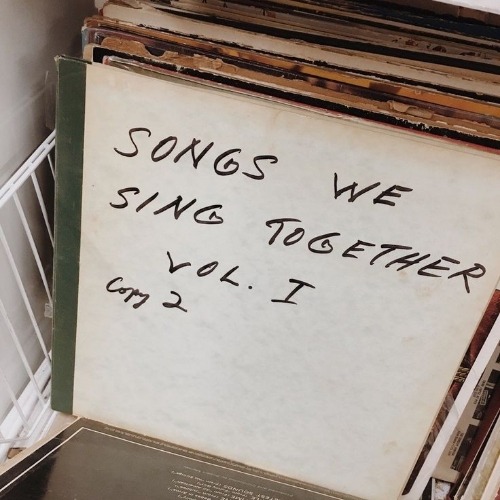 SONGS WE
SING TOGETHER
VOL. I
Copy 2